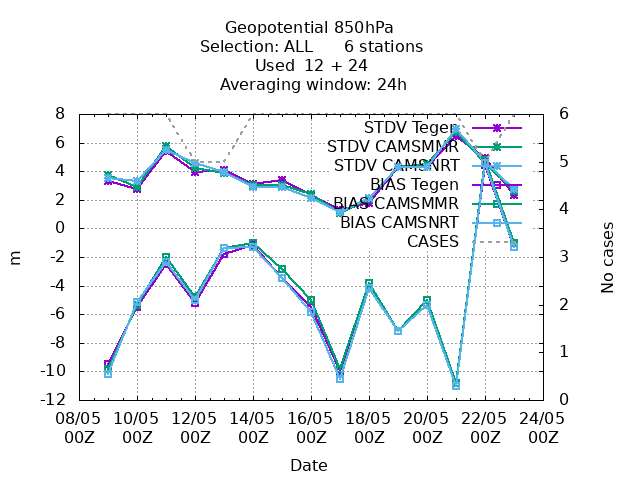 Geopotential 850hPa
Selection: ALL 6 stations
Used 12 + 24
Averaging window: 24h
8
6
4
2
0
-2
-4
-6
-8
-10
-12
m
6
5
4
3
2
1
0
No cases
STDV Tegen
STDV CAMSMMR
STDV CAMSNRT
BIAS Tegen
BIAS CAMSMMR
BIAS CAMSNRT
CASES
08/05 10/05 12/05 14/05 16/05 18/05 20/05 22/05 24/05
00Z 00Z 00Z 00Z 00Z 00Z 00Z 00Z 00Z
Date